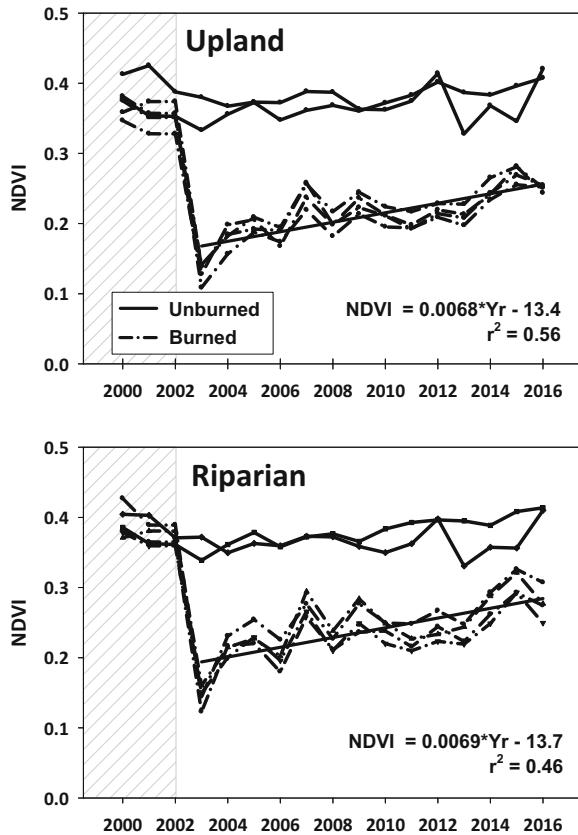 Upland
NDVI
0.5
0.4
0.3
0.2
0.1
0.0
Unburned
Burned
NDVI = 0.0068*Yr - 13.4
r² = 0.56
2000 2002 2004 2006 2008 2010 2012 2014 2016
Riparian
NDVI
0.5
0.4
0.3
0.2
0.1
0.0
NDVI = 0.0069*Yr - 13.7
r² = 0.46
2000 2002 2004 2006 2008 2010 2012 2014 2016